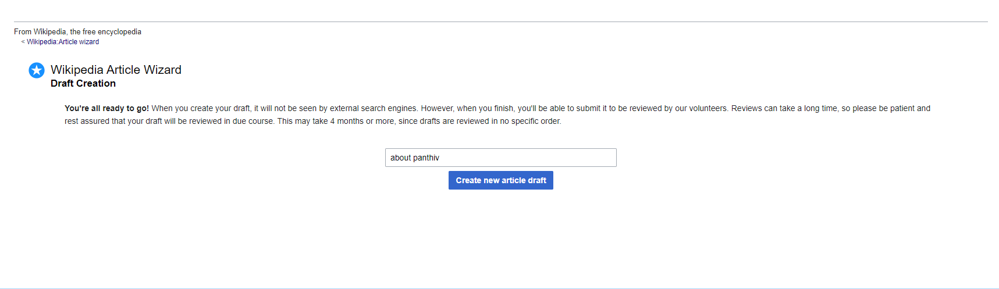 From Wikipedia, the free encyclopedia
< Wikipedia:Article wizard
Wikipedia Article Wizard
Draft Creation
You're all ready to go! When you create your draft, it will not be seen by external search engines. However, when you finish, you'll be able to submit it to be reviewed by our volunteers. Reviews can take a long time, so please be patient and
rest assured that your draft will be reviewed in due course. This may take 4 months or more, since drafts are reviewed in no specific order.
about panthiv
Create new article draft